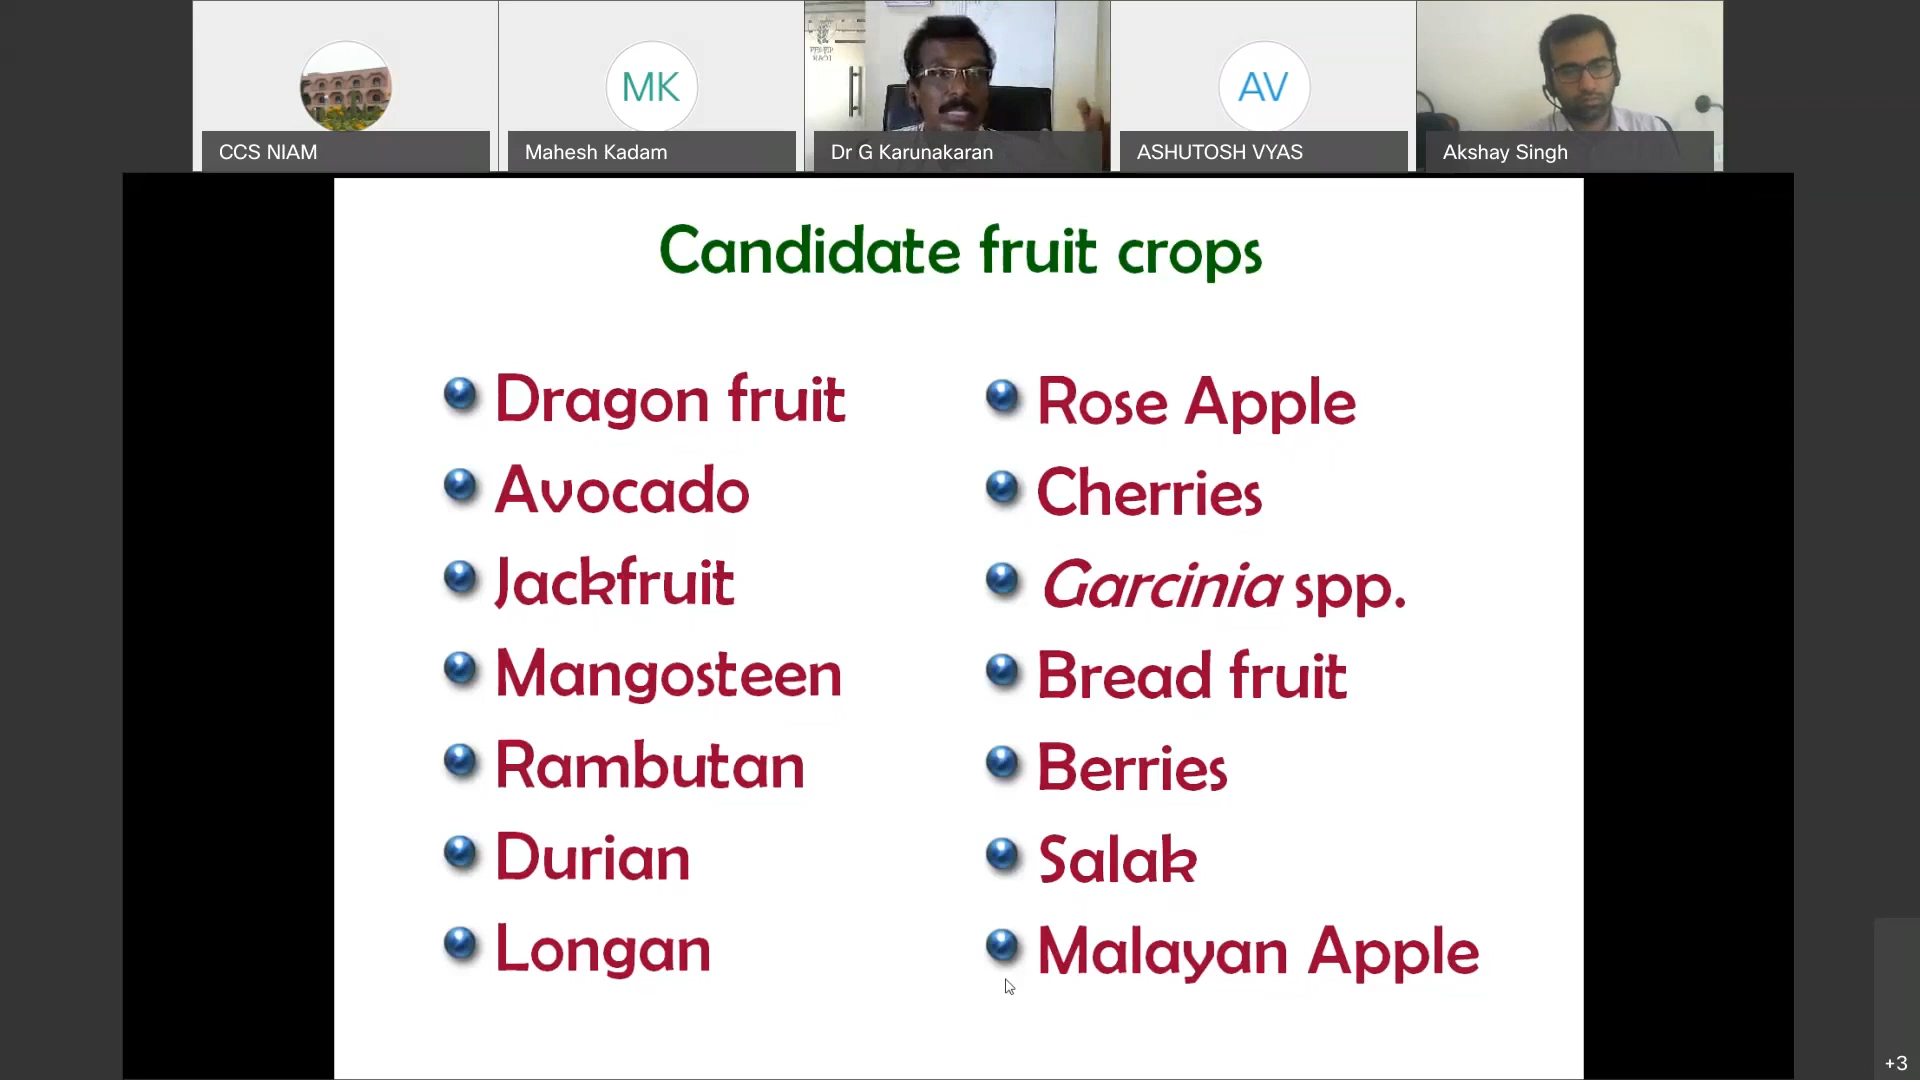 MK
AV
CCS NIAM
Mahesh Kadam
Dr G Karunakaran
ASHUTOSH VYAS
Akshay Singh
Candidate fruit crops
Dragon fruit
Avocado
Jackfruit
Mangosteen
Rambutan
Durian
Longan
Rose Apple
Cherries
Garcinia spp.
Bread fruit
Berries
Salak
Malayan Apple
+3